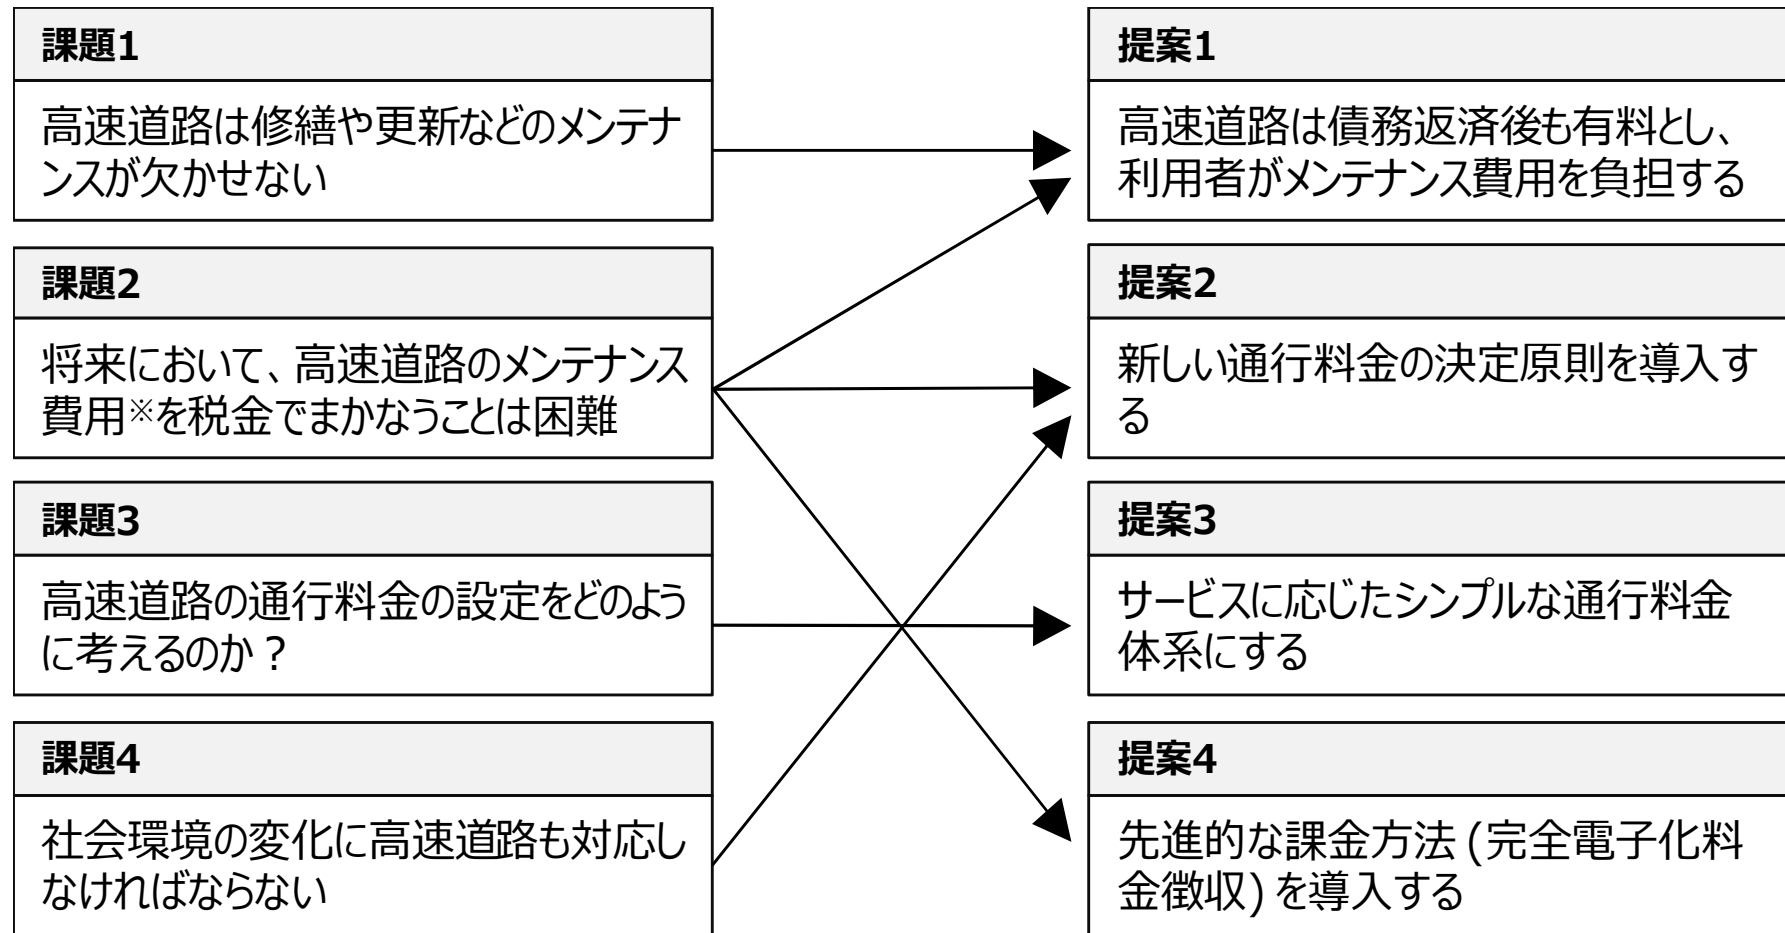 課題1
高速道路は修繕や更新などのメンテナ
ンスが欠かせない
課題2
将来において、高速道路のメンテナンス
費用※を税金でまかなうことは困難
課題3
高速道路の通行料金の設定をどのよう
に考えるのか？
課題4
社会環境の変化に高速道路も対応し
なければならない
提案1
高速道路は債務返済後も有料とし、
利用者がメンテナンス費用を負担する
提案2
新しい通行料金の決定原則を導入す
る
提案3
サービスに応じたシンプルな通行料金
体系にする
提案4
先進的な課金方法 (完全電子化料
金徴収) を導入する